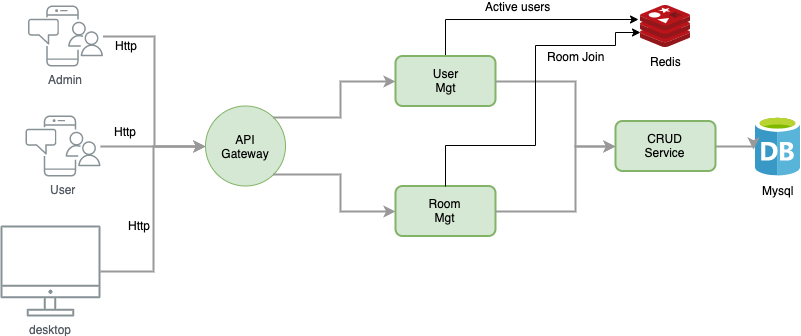 Active users
Http
Admin
User
Mgt
Room Join
Redis
Http
User
API
Gateway
CRUD
Service
DB
Mysql
Http
Room
Mgt
desktop